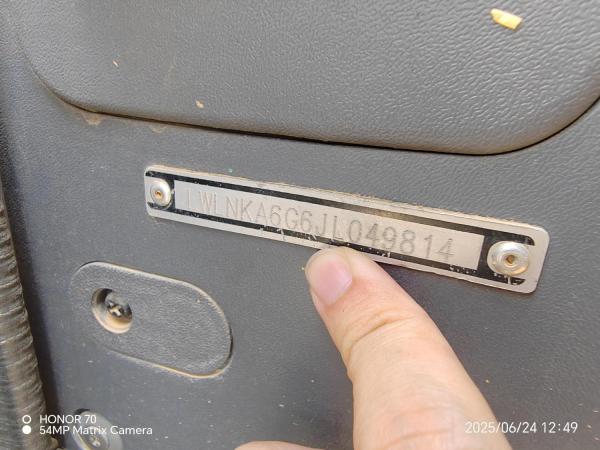 LWLNKA6G6JL049814
HONOR 70
54MP Matrix Camera
2025/06/24 12:49